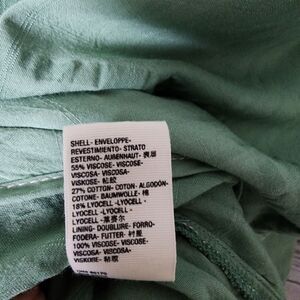 SHELL- ENVELOPPE-
REVESTIMIENTO- STRATO
ESTERNO- AUßENHAUT- 表层
55% VISCOSE- VISCOSE-
VISCOSA- VISCOSA-
VISKOSE- 粘胶
27% COTTON- COTON- ALGODÓN-
COTONE- BAUMWOLLE- 棉
18% LYOCELL- LYOCELL-
LYOCELL- LYOCELL-
LYOCELL- 莱赛尔
LINING- DOUBLURE- FORRO-
FODERA- FUTTER- 衬里
100% VISCOSE- VISCOSE-
VISCOSA- VISCOSA-
VISKOSE- 粘胶